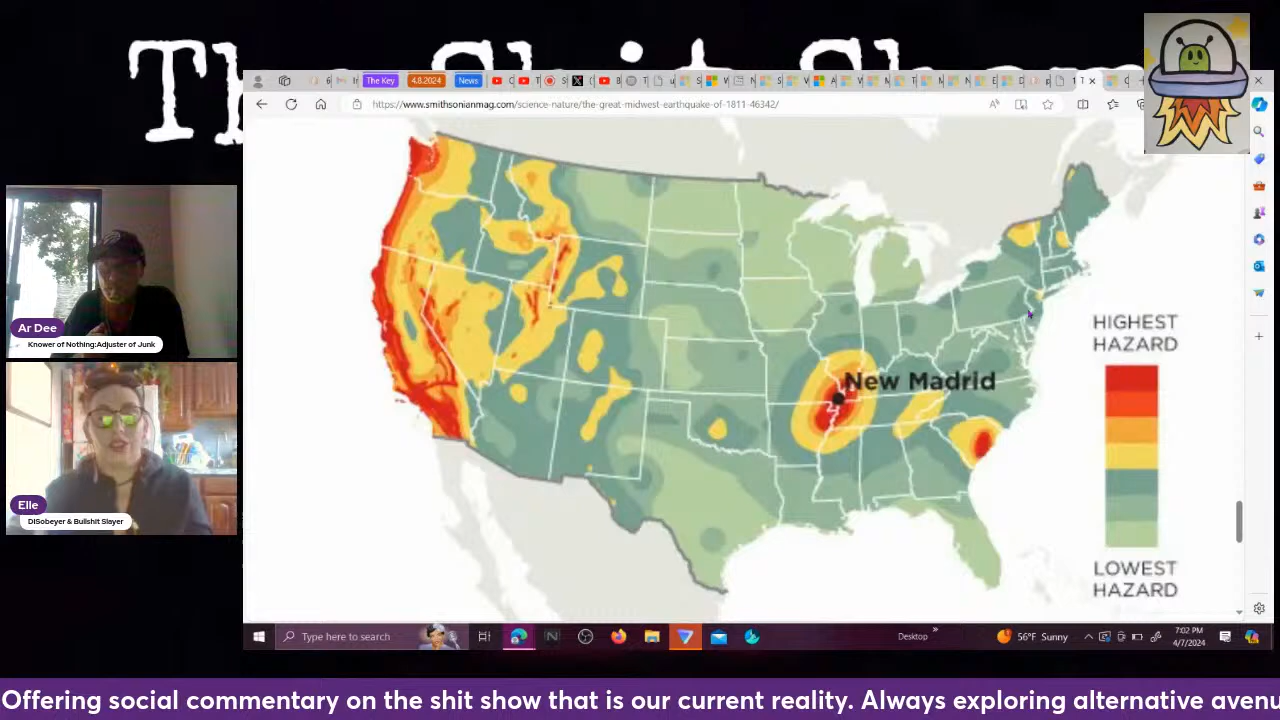 The Key
4.8.2024
News
https://www.smithsonianmag.com/science-nature/the-great-midwest-earthquake-of-1811-46342/
Ar Dee
Knower of Nothing:Adjuster of Junk
New Madrid
HIGHEST
HAZARD
LOWEST
HAZARD
Elle
DISobeyer & Bullshit Slayer
Type here to search
Desktop
56°F Sunny
7:02 PM
4/7/2024
Offering social commentary on the shit show that is our current reality. Always exploring alternative avenu